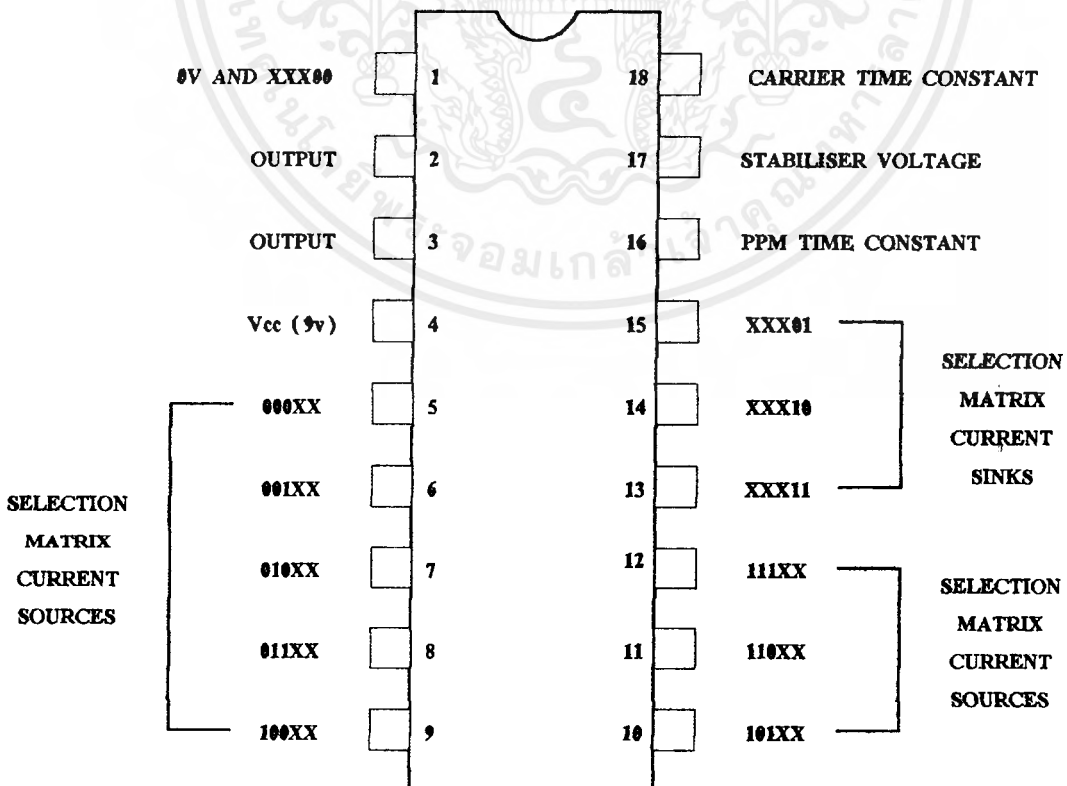 0V AND XXX00
1
18
CARRIER TIME CONSTANT
OUTPUT
2
17
STABILISER VOLTAGE
OUTPUT
3
16
PPM TIME CONSTANT
Vcc (9v)
4
15
XXX01
000XX
5
14
XXX10
001XX
6
13
XXX11
010XX
7
12
111XX
011XX
8
11
110XX
100XX
9
10
101XX
SELECTION
MATRIX
CURRENT
SOURCES
SELECTION
MATRIX
CURRENT
SINKS
SELECTION
MATRIX
CURRENT
SOURCES